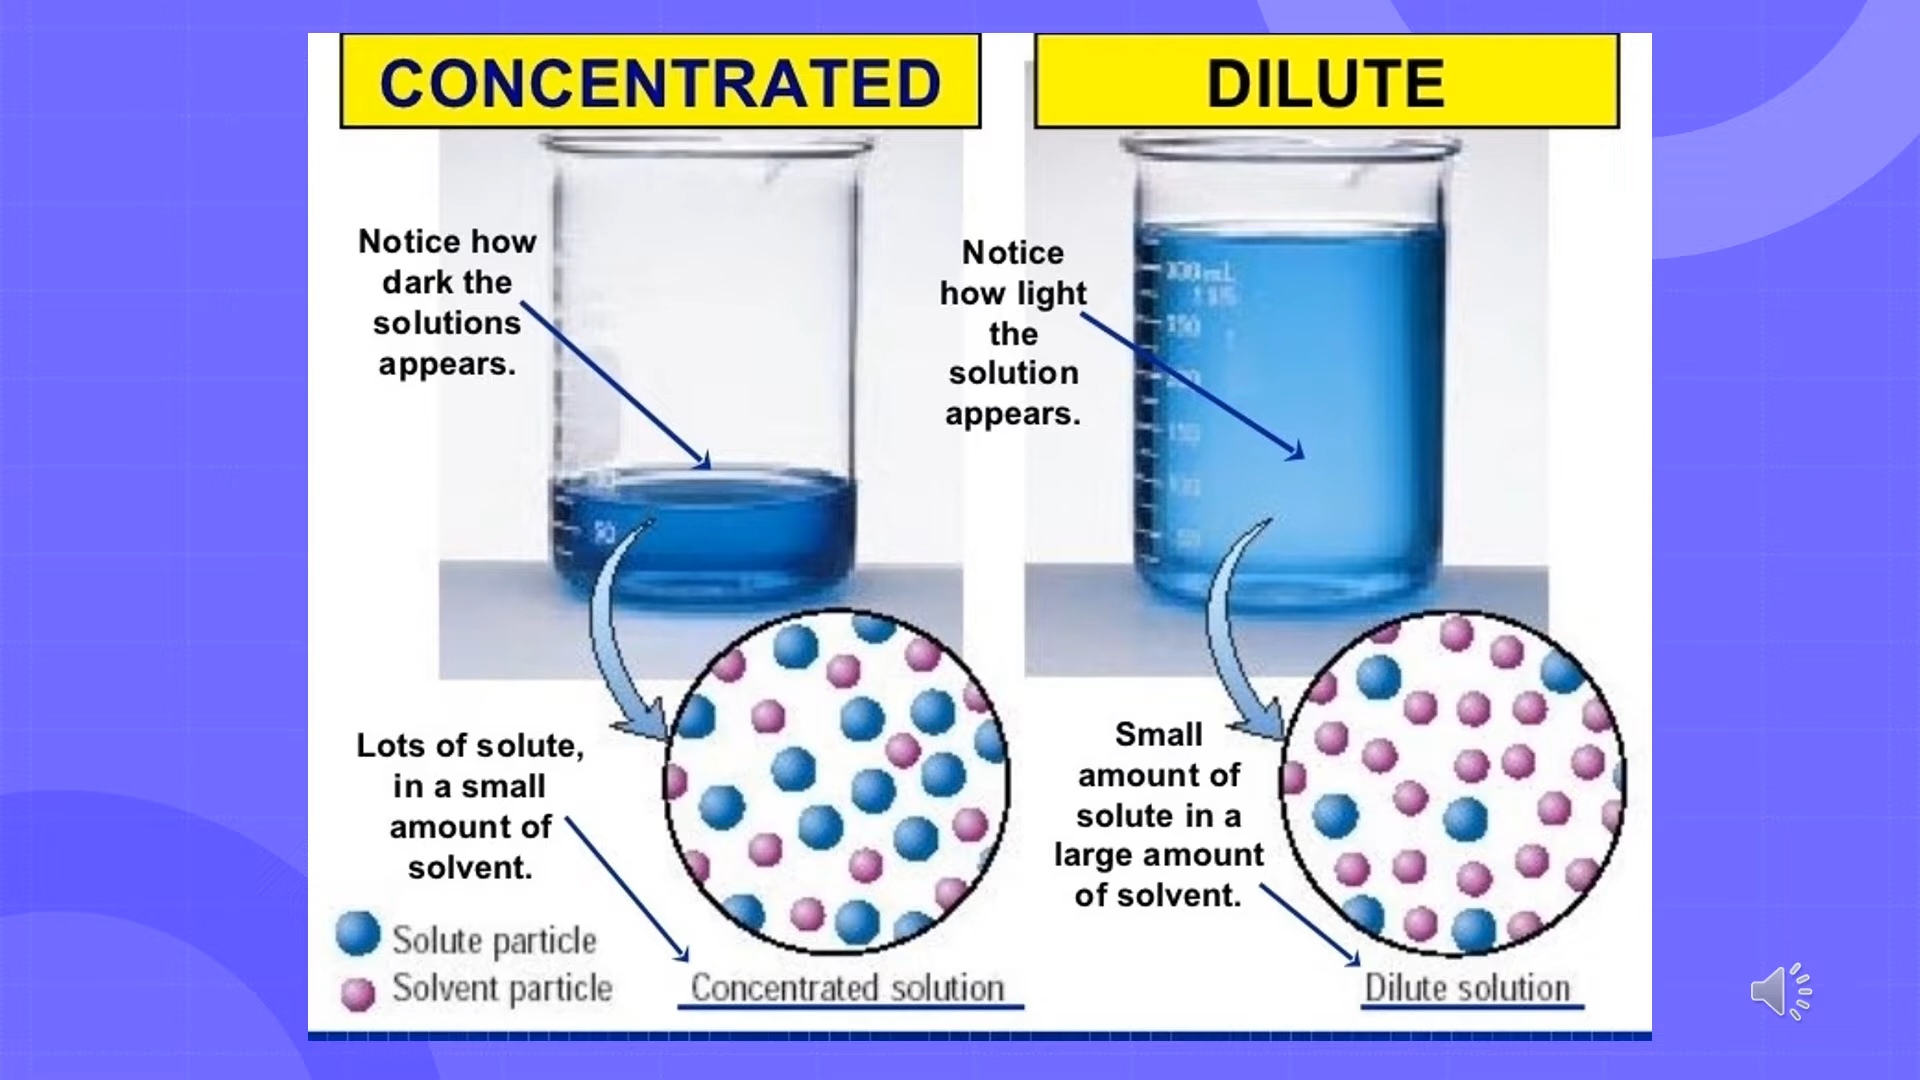 CONCENTRATED
DILUTE
Notice how
dark the
solutions
appears.
Notice
how light
the
solution
appears.
50
Lots of solute,
in a small
amount of
solvent.
Small
amount of
solute in a
large amount
of solvent.
Solute particle
Solvent particle
Concentrated solution
Dilute solution